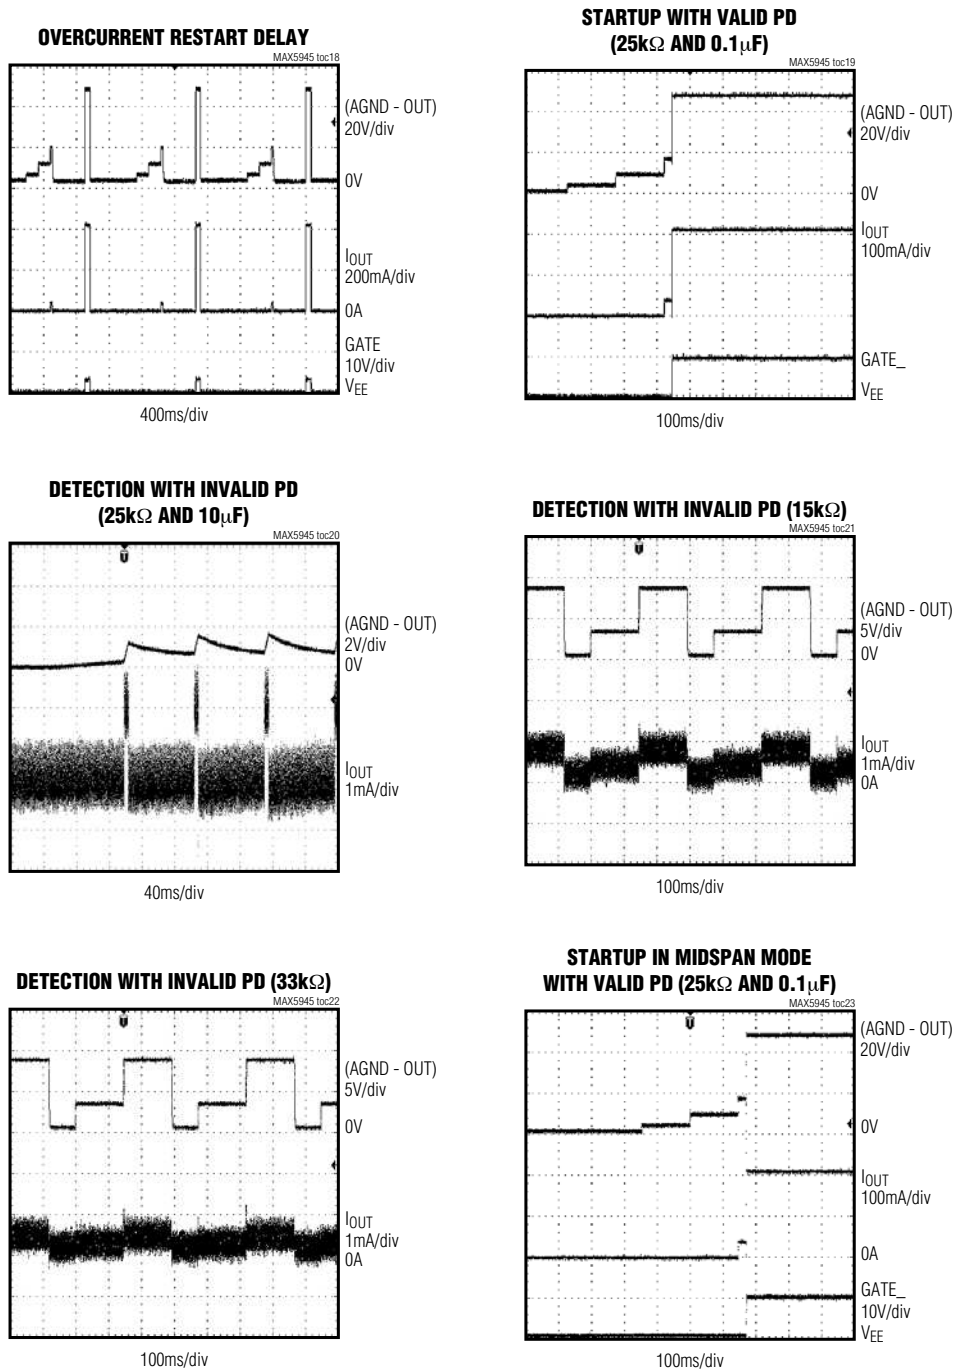 OVERCURRENT RESTART DELAY
MAX5945 toc18
(AGND - OUT)
20V/div
0V
IOUT
200mA/div
0A
GATE
10V/div
VEE
400ms/div
STARTUP WITH VALID PD
(25kΩ AND 0.1μF)
MAX5945 toc19
(AGND - OUT)
20V/div
0V
IOUT
100mA/div
GATE_
VEE
100ms/div
DETECTION WITH INVALID PD
(25kΩ AND 10μF)
MAX5945 toc20
(AGND - OUT)
2V/div
0V
IOUT
1mA/div
40ms/div
DETECTION WITH INVALID PD (15kΩ)
MAX5945 toc21
(AGND - OUT)
5V/div
0V
IOUT
1mA/div
0A
100ms/div
DETECTION WITH INVALID PD (33kΩ)
MAX5945 toc22
(AGND - OUT)
5V/div
0V
IOUT
1mA/div
0A
100ms/div
STARTUP IN MIDSPAN MODE
WITH VALID PD (25kΩ AND 0.1μF)
MAX5945 toc23
(AGND - OUT)
20V/div
0V
IOUT
100mA/div
0A
GATE_
10V/div
VEE
100ms/div